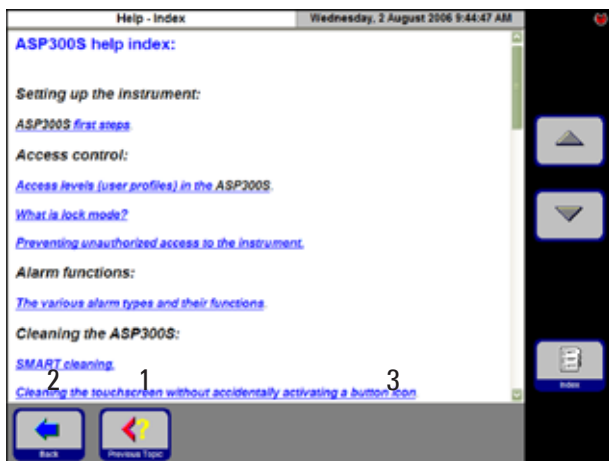 Help - Index
Wednesday, 2 August 2006 9:44:47 AM
ASP300S help index:
Setting up the instrument:
ASP300S first steps.
Access control:
Access levels (user profiles) in the ASP300S.
What is lock mode?
Preventing unauthorized access to the instrument.
Alarm functions:
The various alarm types and their functions.
Cleaning the ASP300S:
SMART cleaning.
Cleaning the touchscreen without accidentally activating a button icon.
2
1
3
Back
Previous Topic
Index